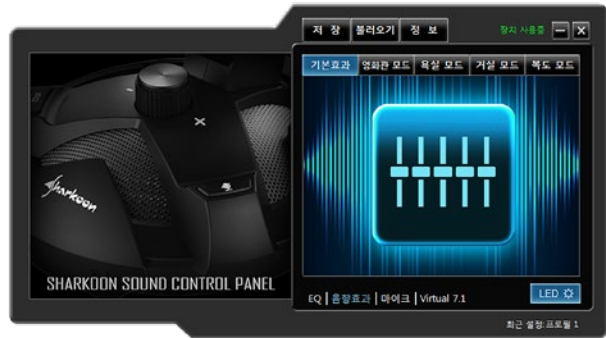 저 장 불러오기 정 보 장치 사용중
기본효과 영화관 모드 욕실 모드 거실 모드 복도 모드
Sharkoon
SHARKOON SOUND CONTROL PANEL
EQ 음향효과 마이크 Virtual 7.1
LED
최근 설정:프로필 1